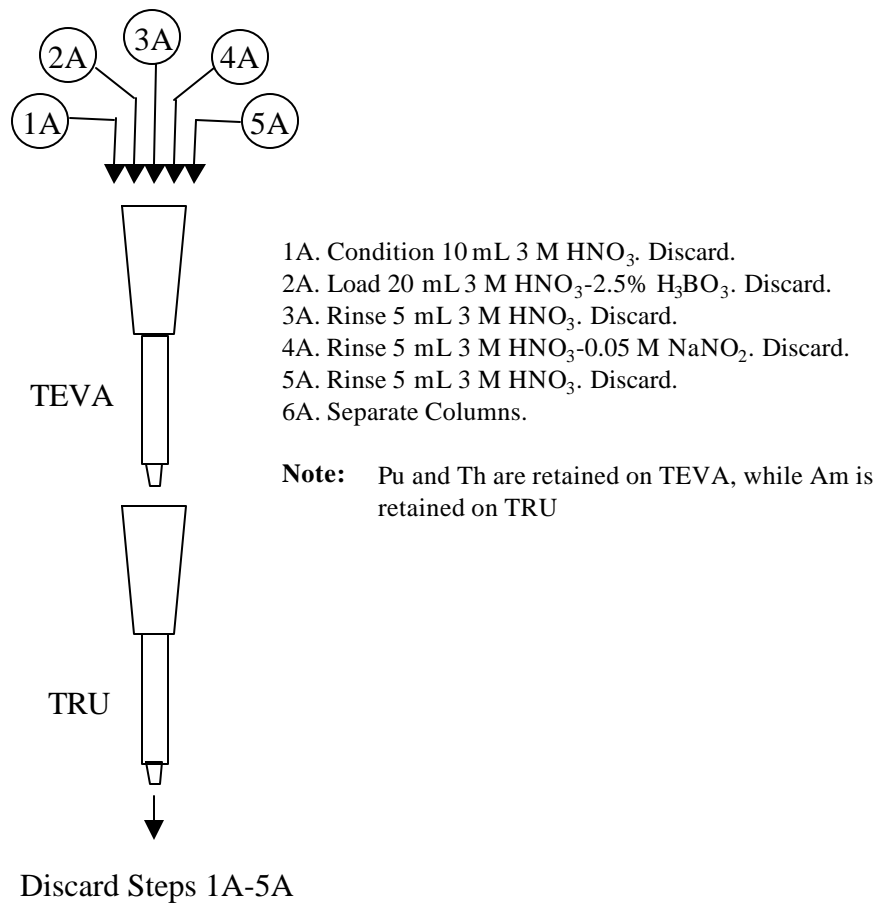 3A
2A
4A
1A
5A
1A. Condition 10 mL 3 M HNO₃. Discard.
2A. Load 20 mL 3 M HNO₃-2.5% H₃BO₃. Discard.
3A. Rinse 5 mL 3 M HNO₃. Discard.
4A. Rinse 5 mL 3 M HNO₃-0.05 M NaNO₂. Discard.
5A. Rinse 5 mL 3 M HNO₃. Discard.
6A. Separate Columns.
TEVA
Note: Pu and Th are retained on TEVA, while Am is
retained on TRU
TRU
Discard Steps 1A-5A